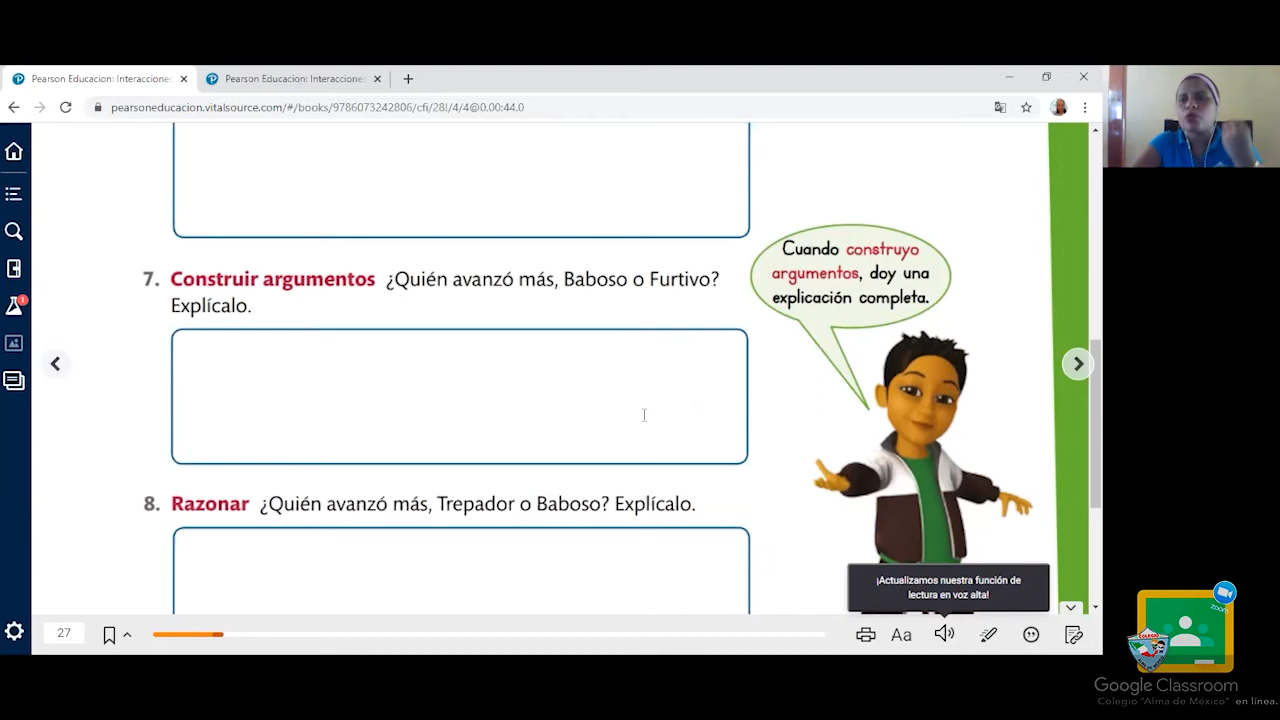 Pearson Educacion: Interacciones
Pearson Educacion: Interacciones
pearsoneducacion.vitalsource.com/#/books/9786073242806/cfi/28!/4/4@0.00:44.0
1
Cuando construyo
argumentos, doy una
explicación completa.
7. Construir argumentos ¿Quién avanzó más, Baboso o Furtivo?
Explícalo.
8. Razonar ¿Quién avanzó más, Trepador o Baboso? Explícalo.
¡Actualizamos nuestra función de
lectura en voz alta!
27
Aa
zoom
COLEGIO
Google Classroom
Colegio "Alma de México" en línea.